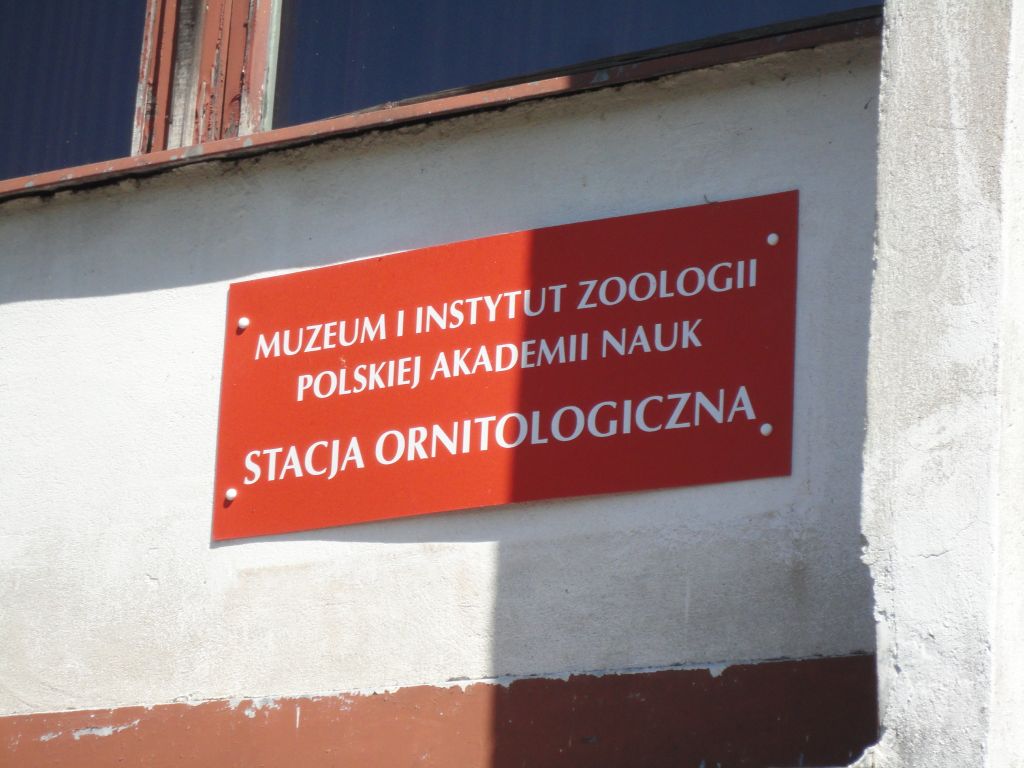 MUZEUM I INSTYTUT ZOOLOGII
POLSKIEJ AKADEMII NAUK
STACJA ORNITOLOGICZNA